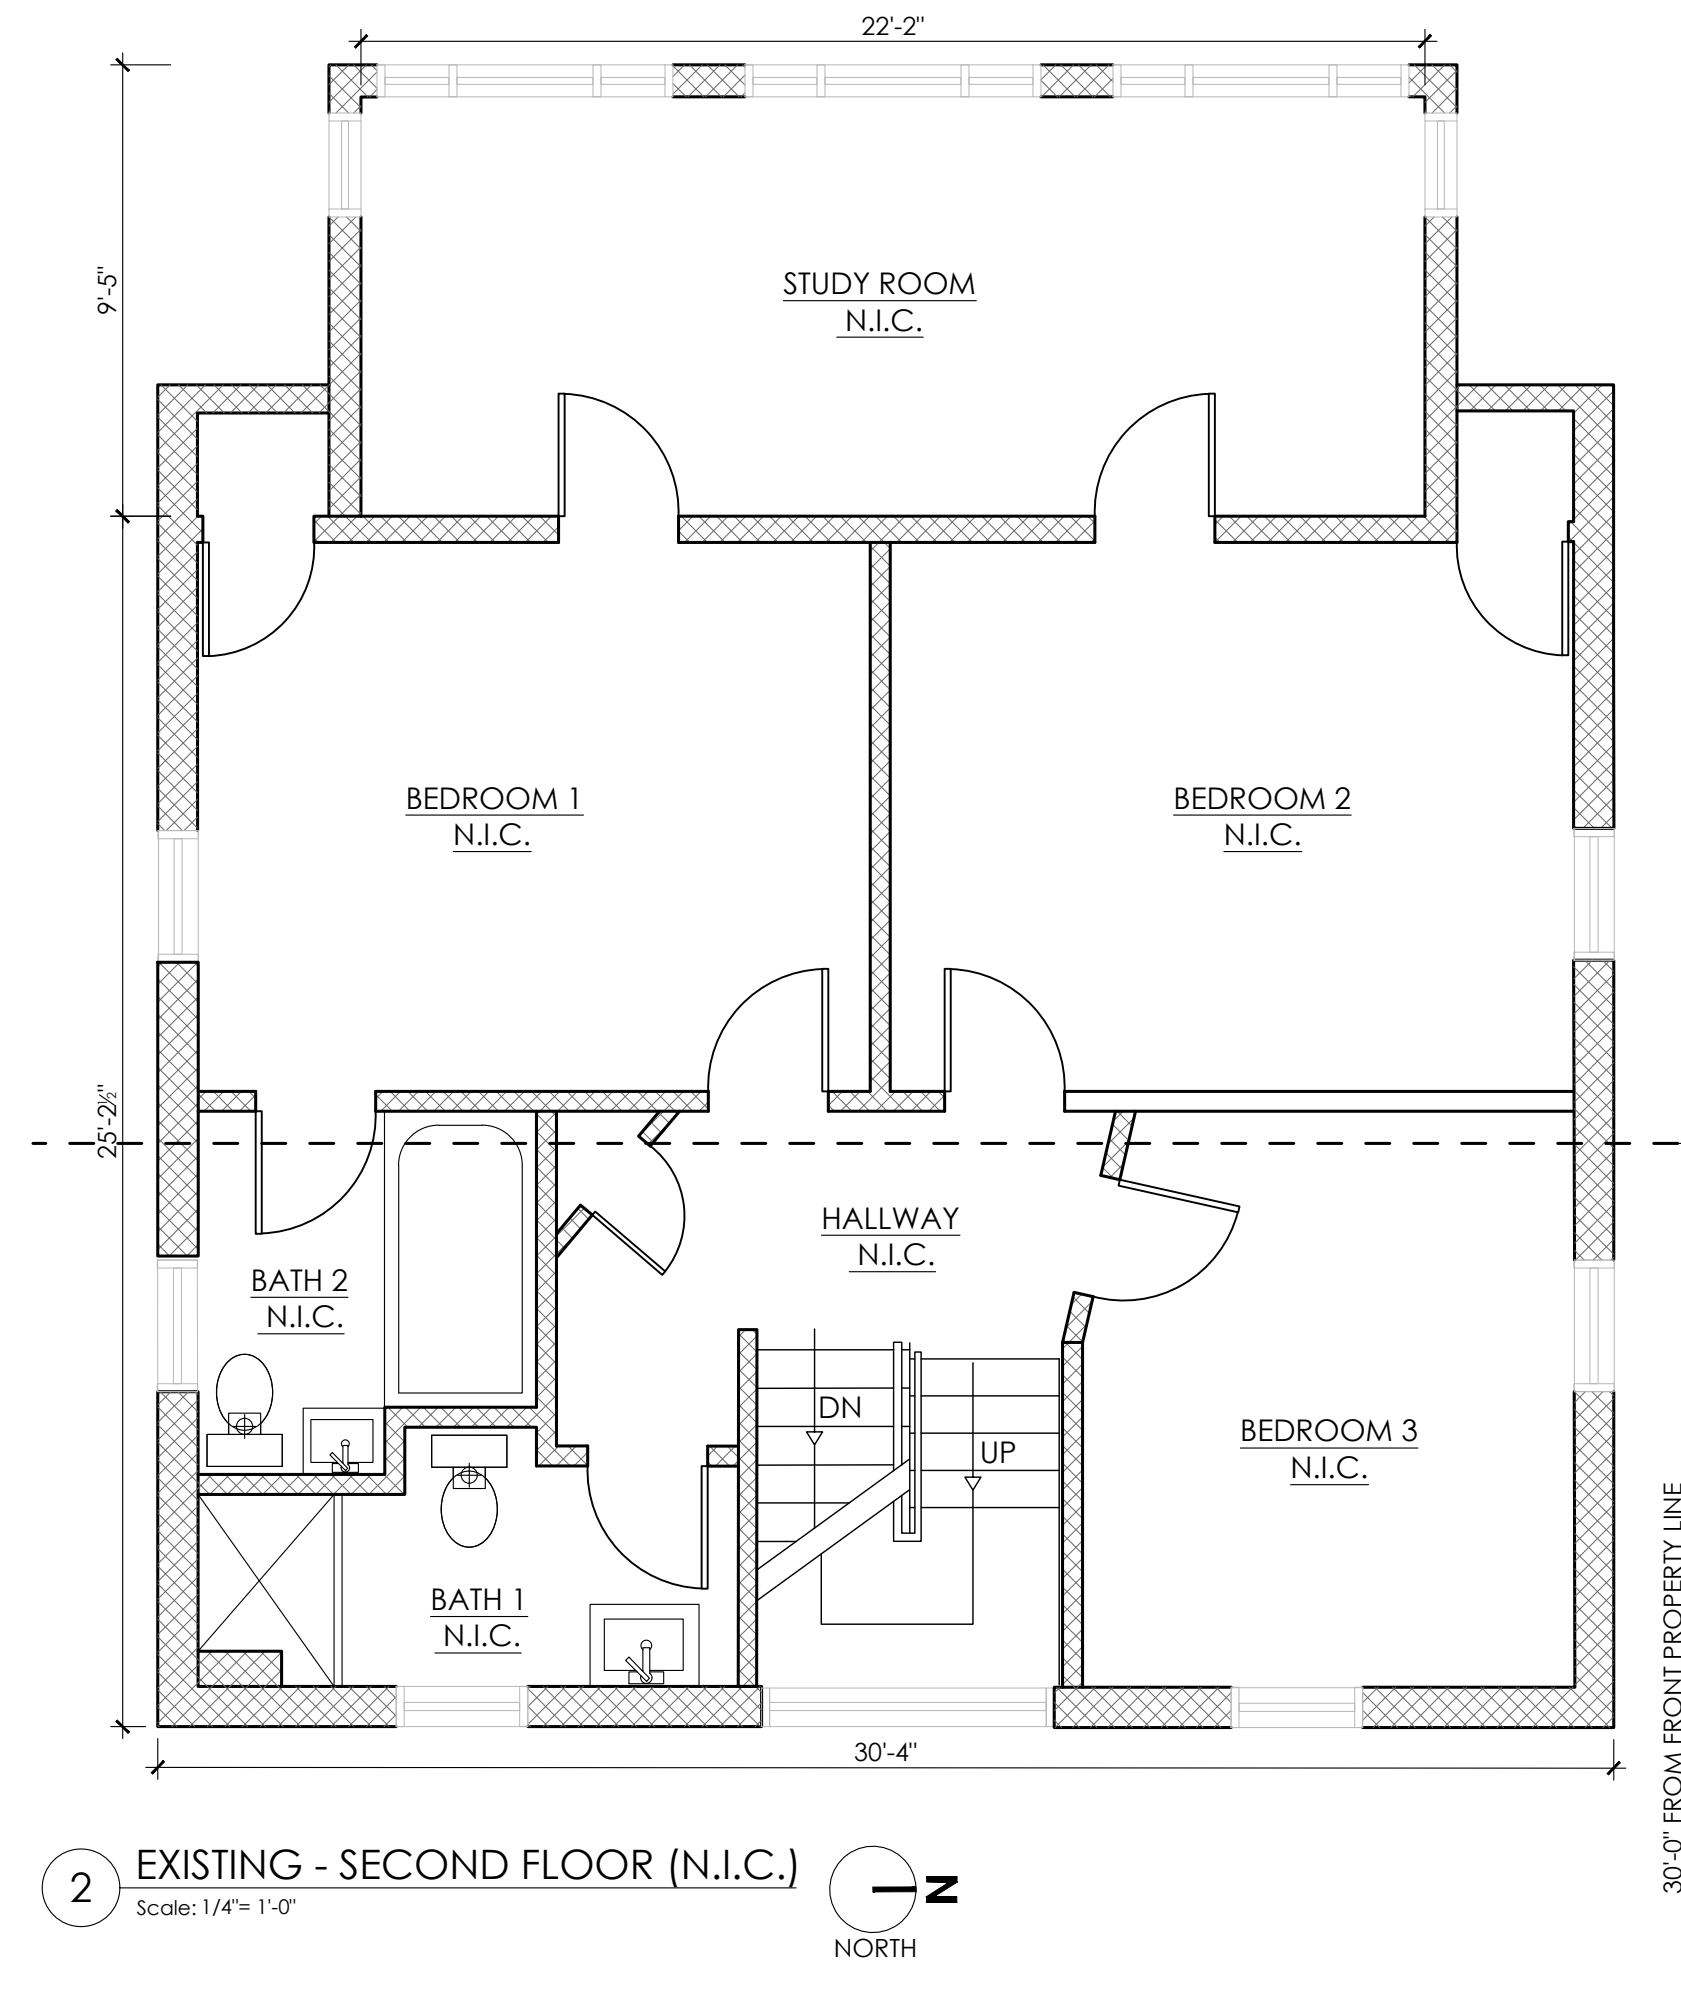 22'-2"
9'-5"
STUDY ROOM
N.I.C.
BEDROOM 1
N.I.C.
BEDROOM 2
N.I.C.
25'-2½"
HALLWAY
N.I.C.
BATH 2
N.I.C.
DN
UP
BEDROOM 3
N.I.C.
BATH 1
N.I.C.
30'-0" FROM FRONT PROPERTY LINE
30'-4"
2
EXISTING - SECOND FLOOR (N.I.C.)
Scale: 1/4"= 1'-0"
N
NORTH